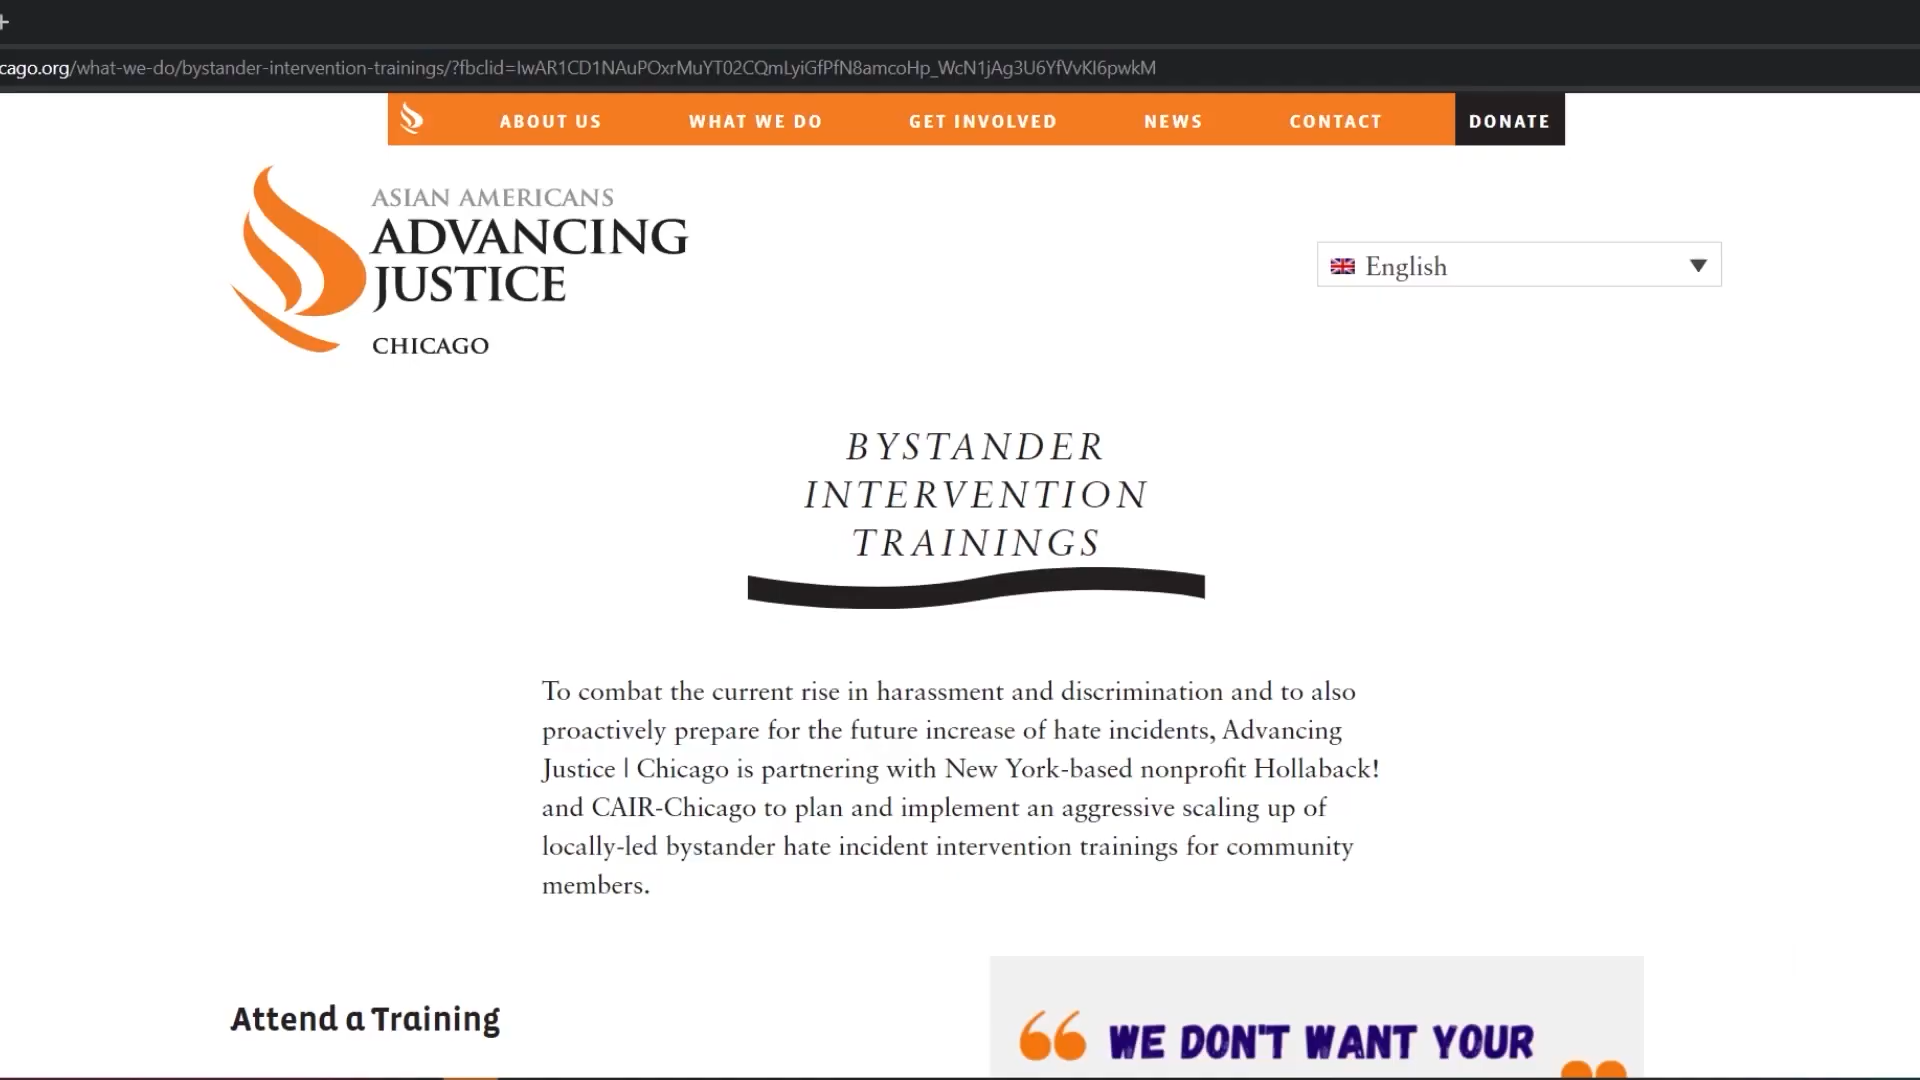 cago.org/what-we-do/bystander-intervention-trainings/?fbclid=IwAR1CD1NAuPOxrMuYT02CQmLyiGfPfN8amcoHp_WcN1jAg3U6YfVvKI6pwkM
ABOUT US WHAT WE DO GET INVOLVED NEWS CONTACT DONATE
ASIAN AMERICANS
ADVANCING
JUSTICE
CHICAGO
English
BYSTANDER
INTERVENTION
TRAININGS
To combat the current rise in harassment and discrimination and to also
proactively prepare for the future increase of hate incidents, Advancing
Justice | Chicago is partnering with New York-based nonprofit Hollaback!
and CAIR-Chicago to plan and implement an aggressive scaling up of
locally-led bystander hate incident intervention trainings for community
members.
Attend a Training
“ WE DON'T WANT YOUR